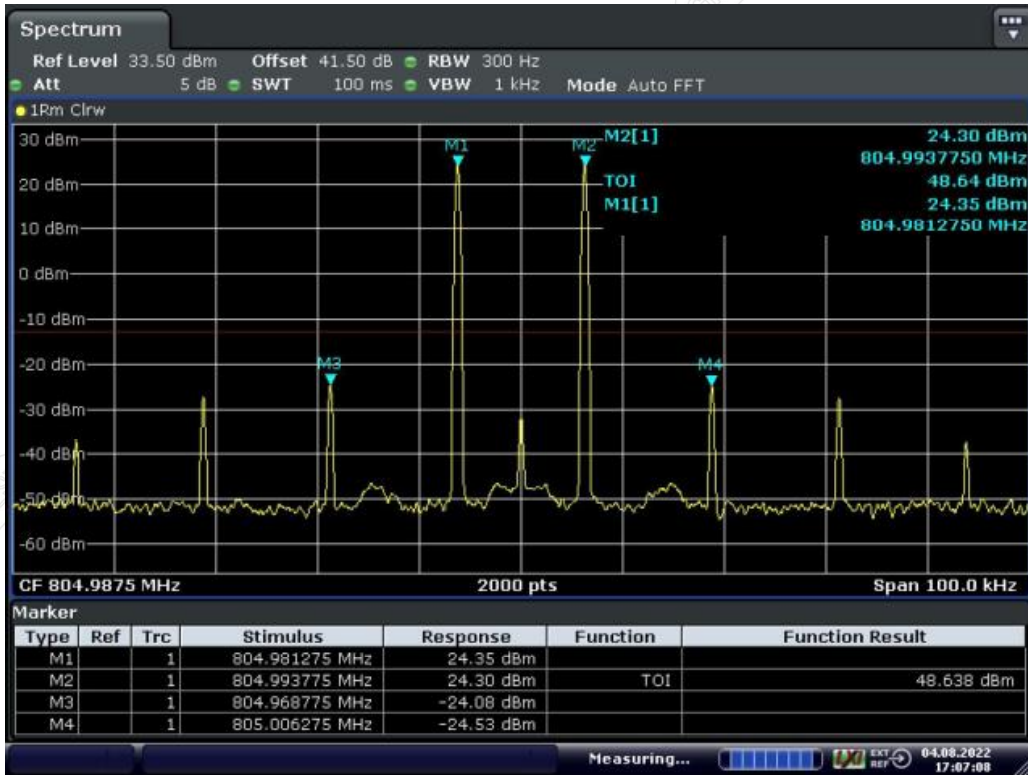 Spectrum
Ref Level 33.50 dBm Offset 41.50 dB RBW 300 Hz
Att 5 dB SWT 100 ms VBW 1 kHz Mode Auto FFT
1Rm Clrw
30 dBm
M1
M2
M2[1] 24.30 dBm
804.9937750 MHz
20 dBm
TOI 48.64 dBm
M1[1] 24.35 dBm
10 dBm
804.9812750 MHz
0 dBm
-10 dBm
-20 dBm
M3
M4
-30 dBm
-40 dBm
-50 dBm
-60 dBm
CF 804.9875 MHz 2000 pts Span 100.0 kHz
Marker
Type Ref Trc Stimulus Response Function Function Result
M1 1 804.981275 MHz 24.35 dBm
M2 1 804.993775 MHz 24.30 dBm TOI 48.638 dBm
M3 1 804.968775 MHz -24.08 dBm
M4 1 805.006275 MHz -24.53 dBm
Measuring... LXI EXT REF 04.08.2022
17:07:08